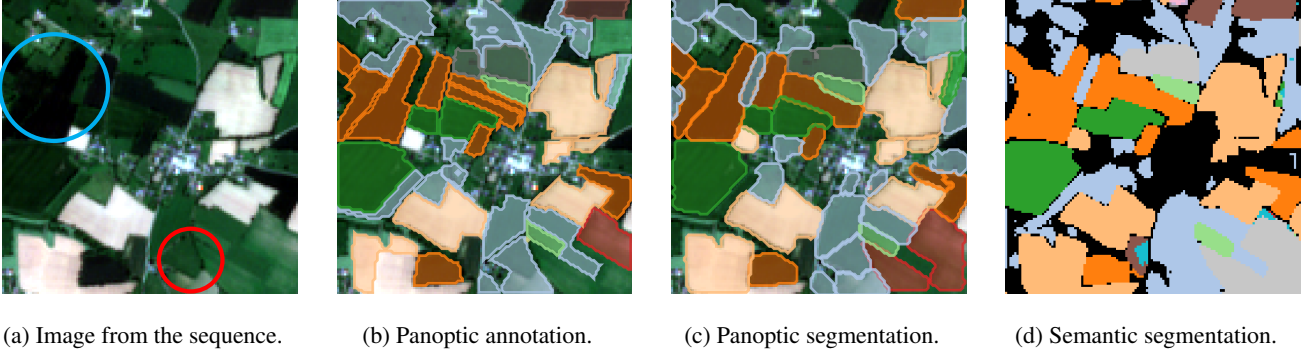 (a) Image from the sequence.
(b) Panoptic annotation.
(c) Panoptic segmentation.
(d) Semantic segmentation.